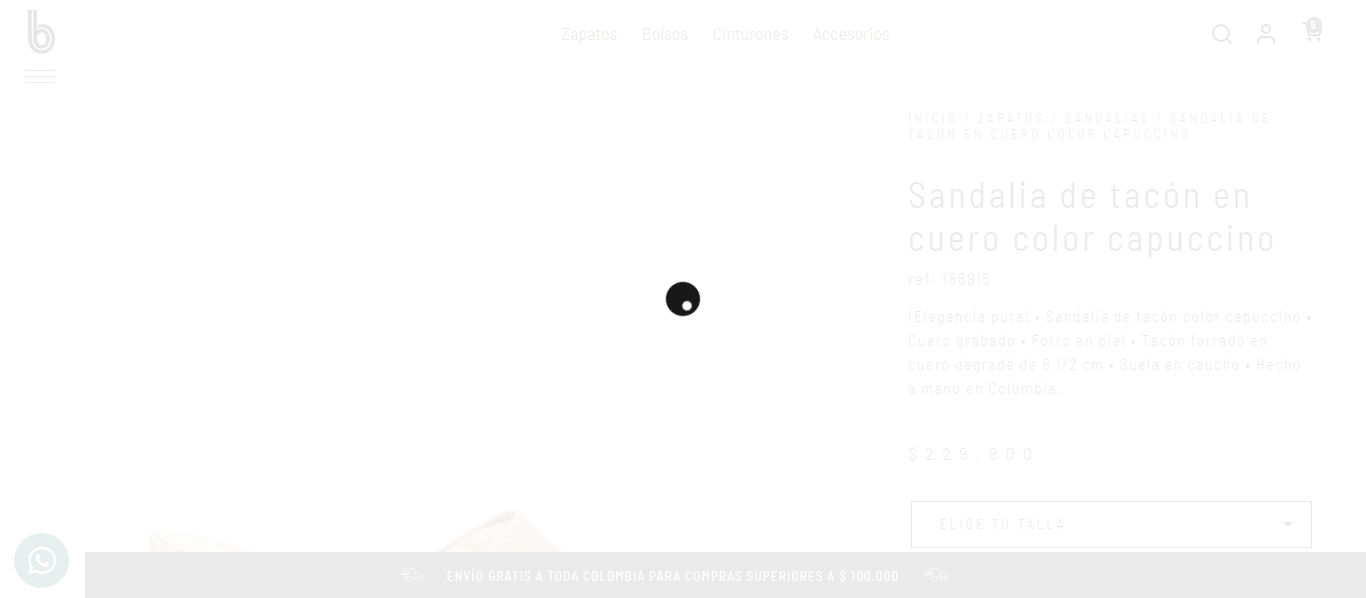 b
Zapatos Bolsos Cinturones Accesorios
5
INICIO / ZAPATOS / SANDALIAS / SANDALIA DE
TACÓN EN CUERO COLOR CAPUCCINO
Sandalia de tacón en
cuero color capuccino
ref: 188915
¡Elegancia pura! • Sandalia de tacón color capuccino •
Cuero grabado • Forro en piel • Tacón forrado en
cuero degrade de 6 1/2 cm • Suela en caucho • Hecho
a mano en Colombia.
$229.900
ELIGE TU TALLA
ENVÍO GRATIS A TODA COLOMBIA PARA COMPRAS SUPERIORES A $ 100.000